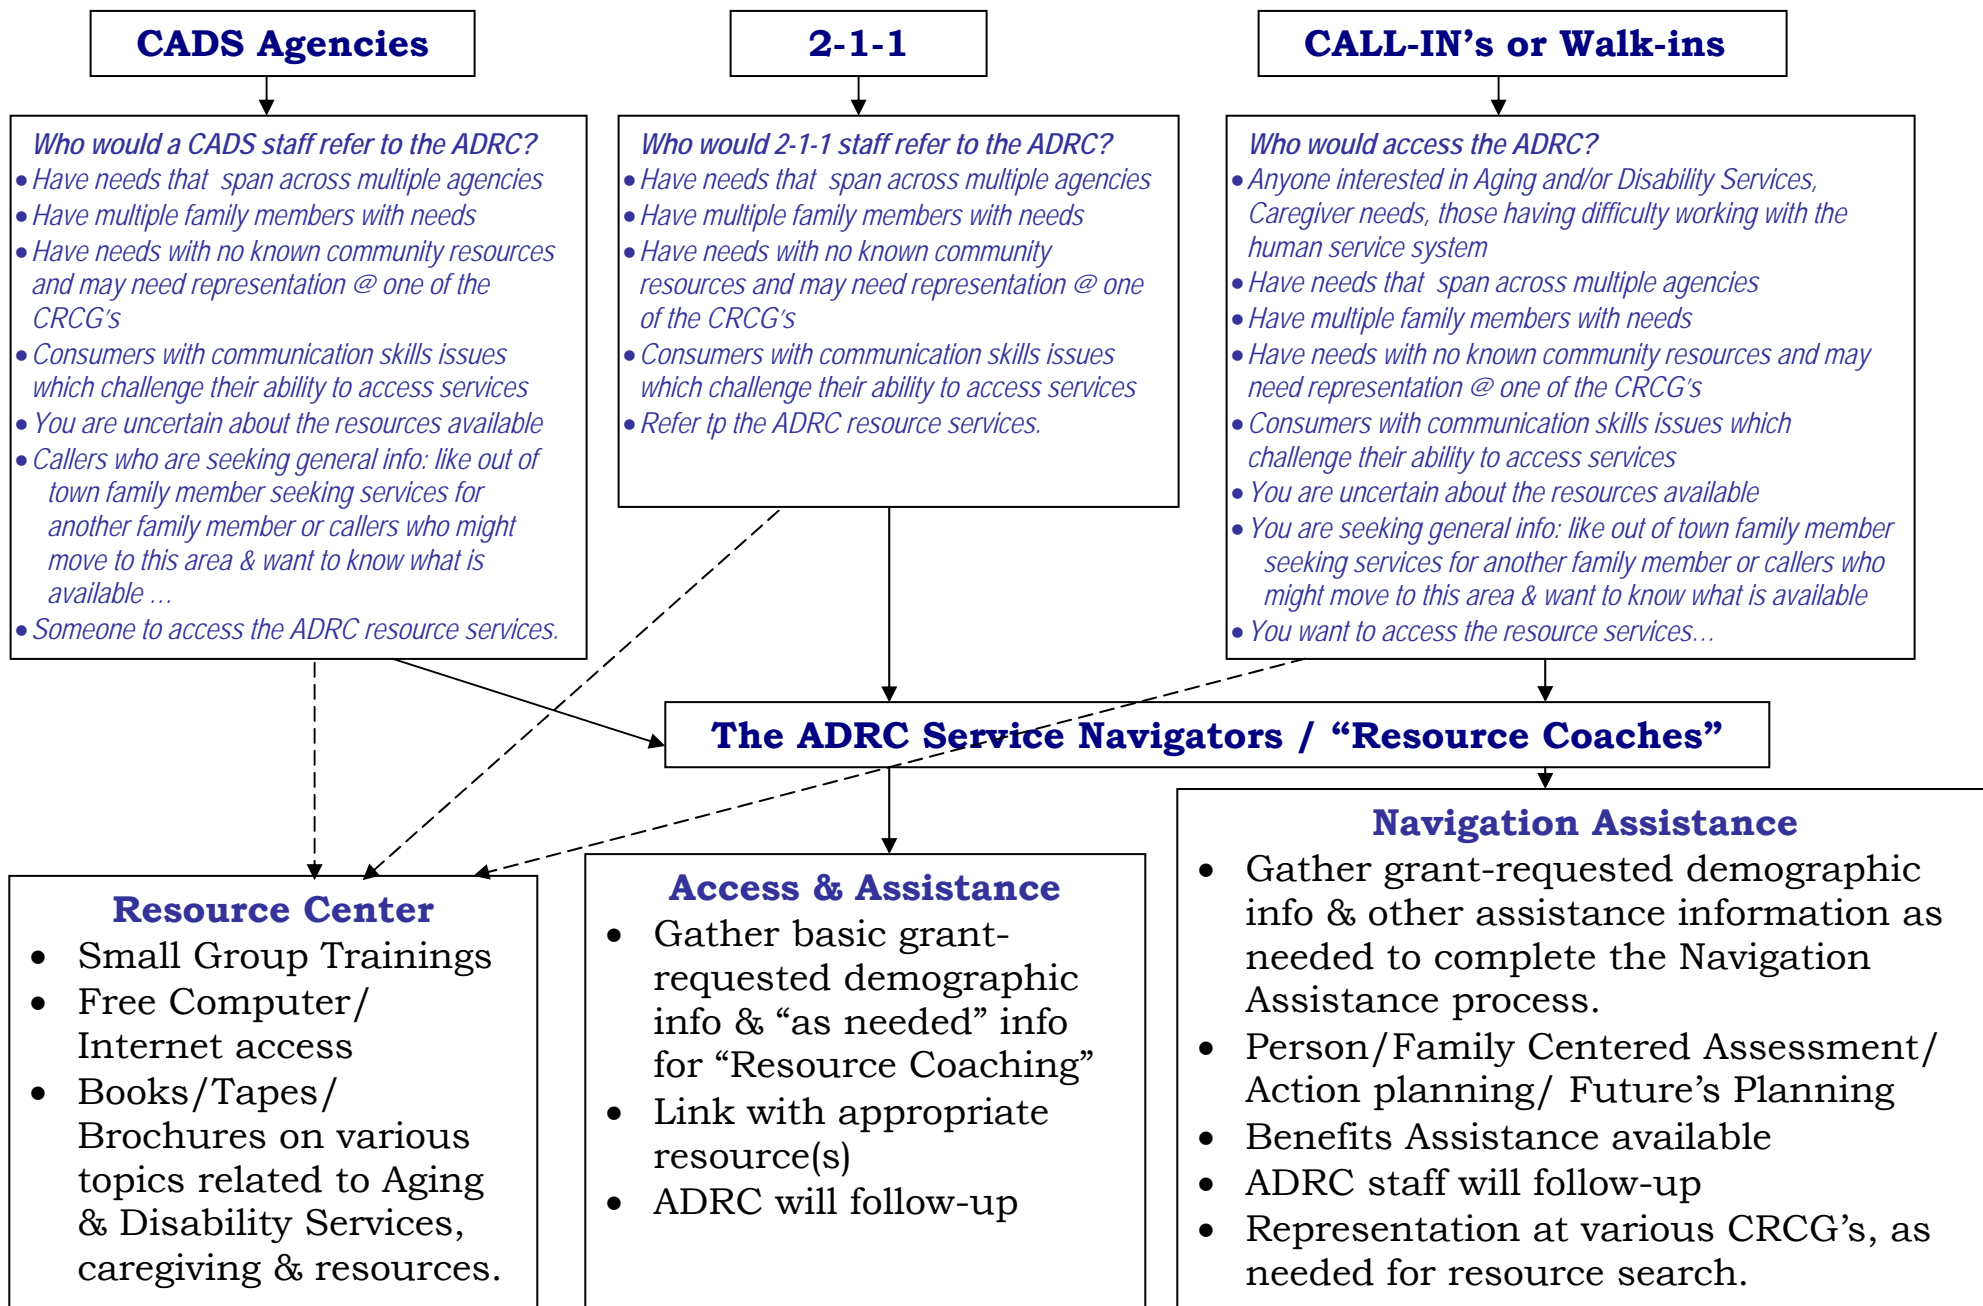 CADS Agencies
2-1-1
CALL-IN’s or Walk-ins
Who would a CADS staff refer to the ADRC?
• Have needs that span across multiple agencies
• Have multiple family members with needs
• Have needs with no known community resources
and may need representation @ one of the
CRCG’s
• Consumers with communication skills issues
which challenge their ability to access services
• You are uncertain about the resources available
• Callers who are seeking general info: like out of
town family member seeking services for
another family member or callers who might
move to this area & want to know what is
available …
• Someone to access the ADRC resource services.
Who would 2-1-1 staff refer to the ADRC?
• Have needs that span across multiple agencies
• Have multiple family members with needs
• Have needs with no known community
resources and may need representation @ one
of the CRCG’s
• Consumers with communication skills issues
which challenge their ability to access services
• Refer tp the ADRC resource services.
Who would access the ADRC?
• Anyone interested in Aging and/or Disability Services,
Caregiver needs, those having difficulty working with the
human service system
• Have needs that span across multiple agencies
• Have multiple family members with needs
• Have needs with no known community resources and may
need representation @ one of the CRCG’s
• Consumers with communication skills issues which
challenge their ability to access services
• You are uncertain about the resources available
• You are seeking general info: like out of town family member
seeking services for another family member or callers who
might move to this area & want to know what is available
• You want to access the resource services…
The ADRC Service Navigators / “Resource Coaches”
Resource Center
• Small Group Trainings
• Free Computer/
Internet access
• Books/Tapes/
Brochures on various
topics related to Aging
& Disability Services,
caregiving & resources.
Access & Assistance
• Gather basic grant-
requested demographic
info & “as needed” info
for “Resource Coaching”
• Link with appropriate
resource(s)
• ADRC will follow-up
Navigation Assistance
• Gather grant-requested demographic
info & other assistance information as
needed to complete the Navigation
Assistance process.
• Person/Family Centered Assessment/
Action planning/ Future’s Planning
• Benefits Assistance available
• ADRC staff will follow-up
• Representation at various CRCG’s, as
needed for resource search.